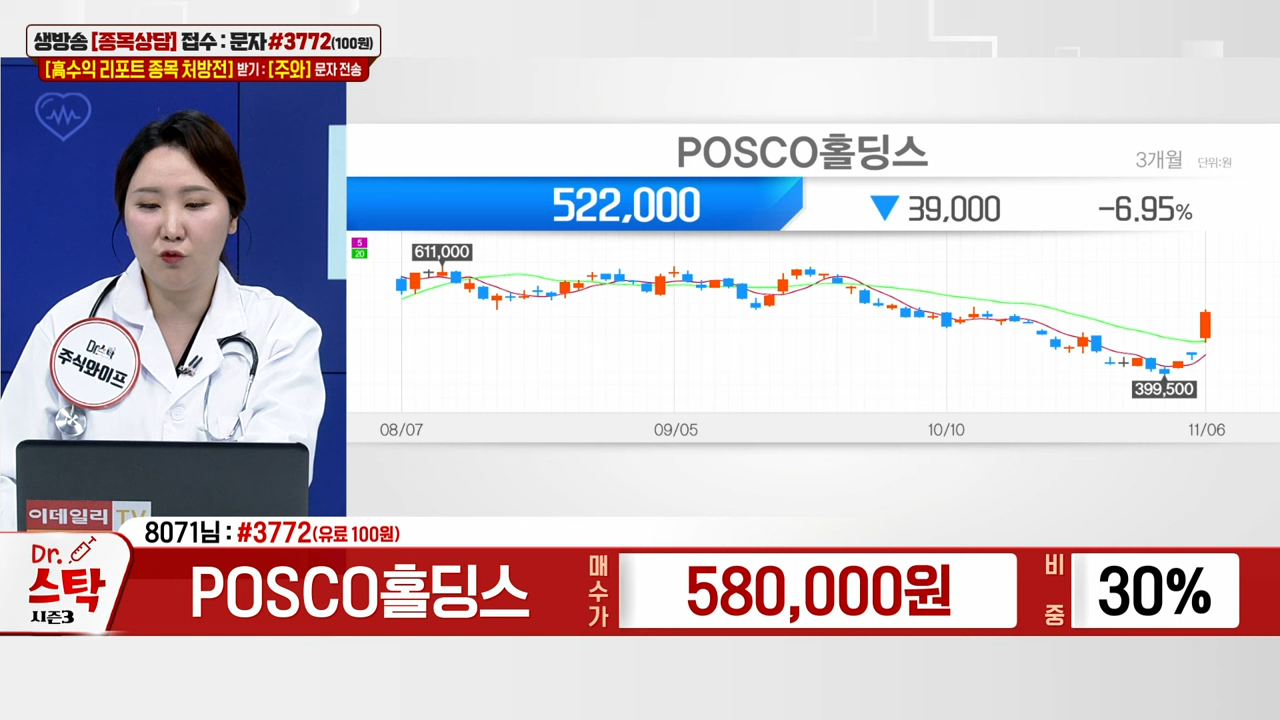 생방송 [종목상담] 접수 : 문자#3772(100원)
[高수익 리포트 종목 처방전] 받기 : [주와] 문자 전송
POSCO홀딩스
3개월 단위:원
522,000 ▼ 39,000 -6.95%
5
20
611,000
399,500
08/07 09/05 10/10 11/06
Dr.스탁
주식와이프
이데일리 TV
8071님 : #3772(유료 100원)
Dr.
스탁
시즌3
POSCO홀딩스 매수가 580,000원 비중 30%